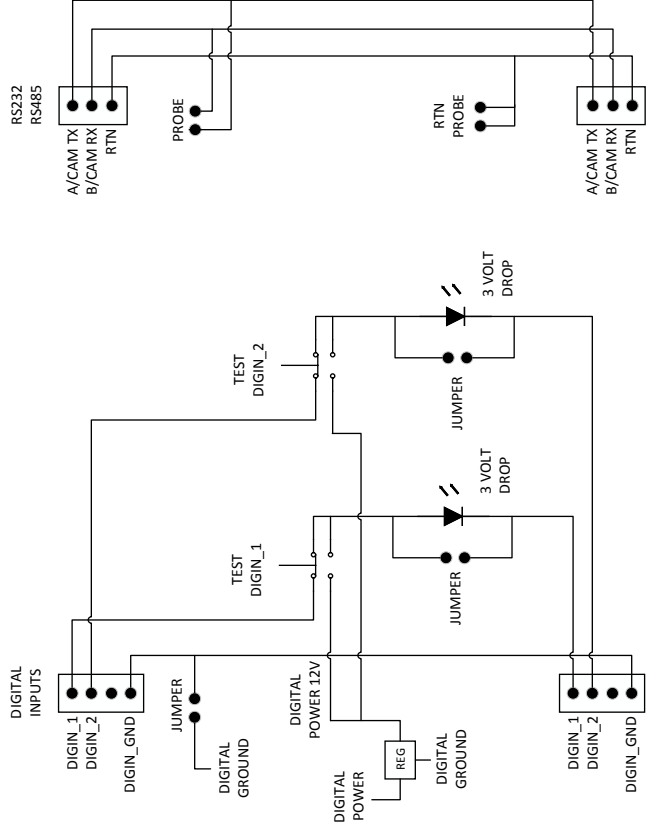 DIGITAL
INPUTS
DIGIN_1
DIGIN_2
DIGIN_GND
JUMPER
DIGITAL
GROUND
DIGITAL
POWER 12V
DIGITAL
POWER
REG
DIGITAL
GROUND
DIGIN_1
DIGIN_2
DIGIN_GND
TEST
DIGIN_1
JUMPER
3 VOLT
DROP
TEST
DIGIN_2
JUMPER
3 VOLT
DROP
RS232
RS485
A/CAM TX
B/CAM RX
RTN
PROBE
RTN
PROBE
A/CAM TX
B/CAM RX
RTN